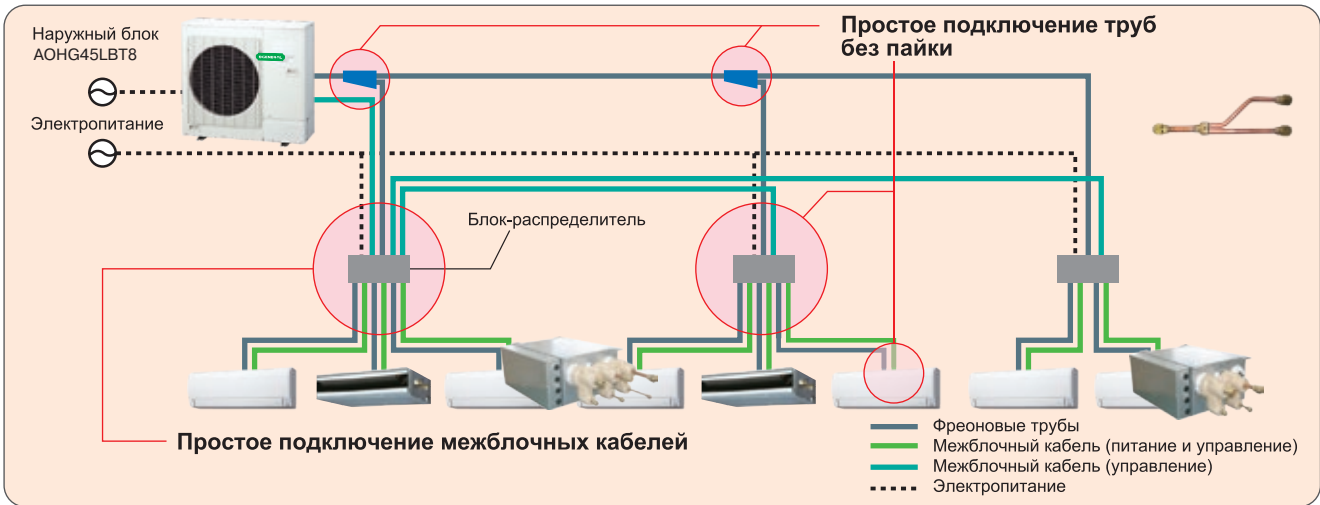 Наружный блок
AOHG45LBT8
Электропитание
Простое подключение труб
без пайки
Блок-распределитель
Простое подключение межблочных кабелей
Фреоновые трубы
Межблочный кабель (питание и управление)
Межблочный кабель (управление)
Электропитание